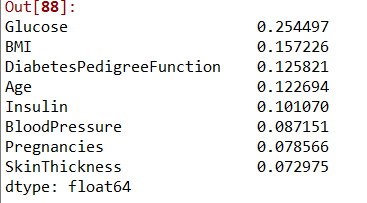 Out[88]:
Glucose 0.254497
BMI 0.157226
DiabetesPedigreeFunction 0.125821
Age 0.122694
Insulin 0.101070
BloodPressure 0.087151
Pregnancies 0.078566
SkinThickness 0.072975
dtype: float64